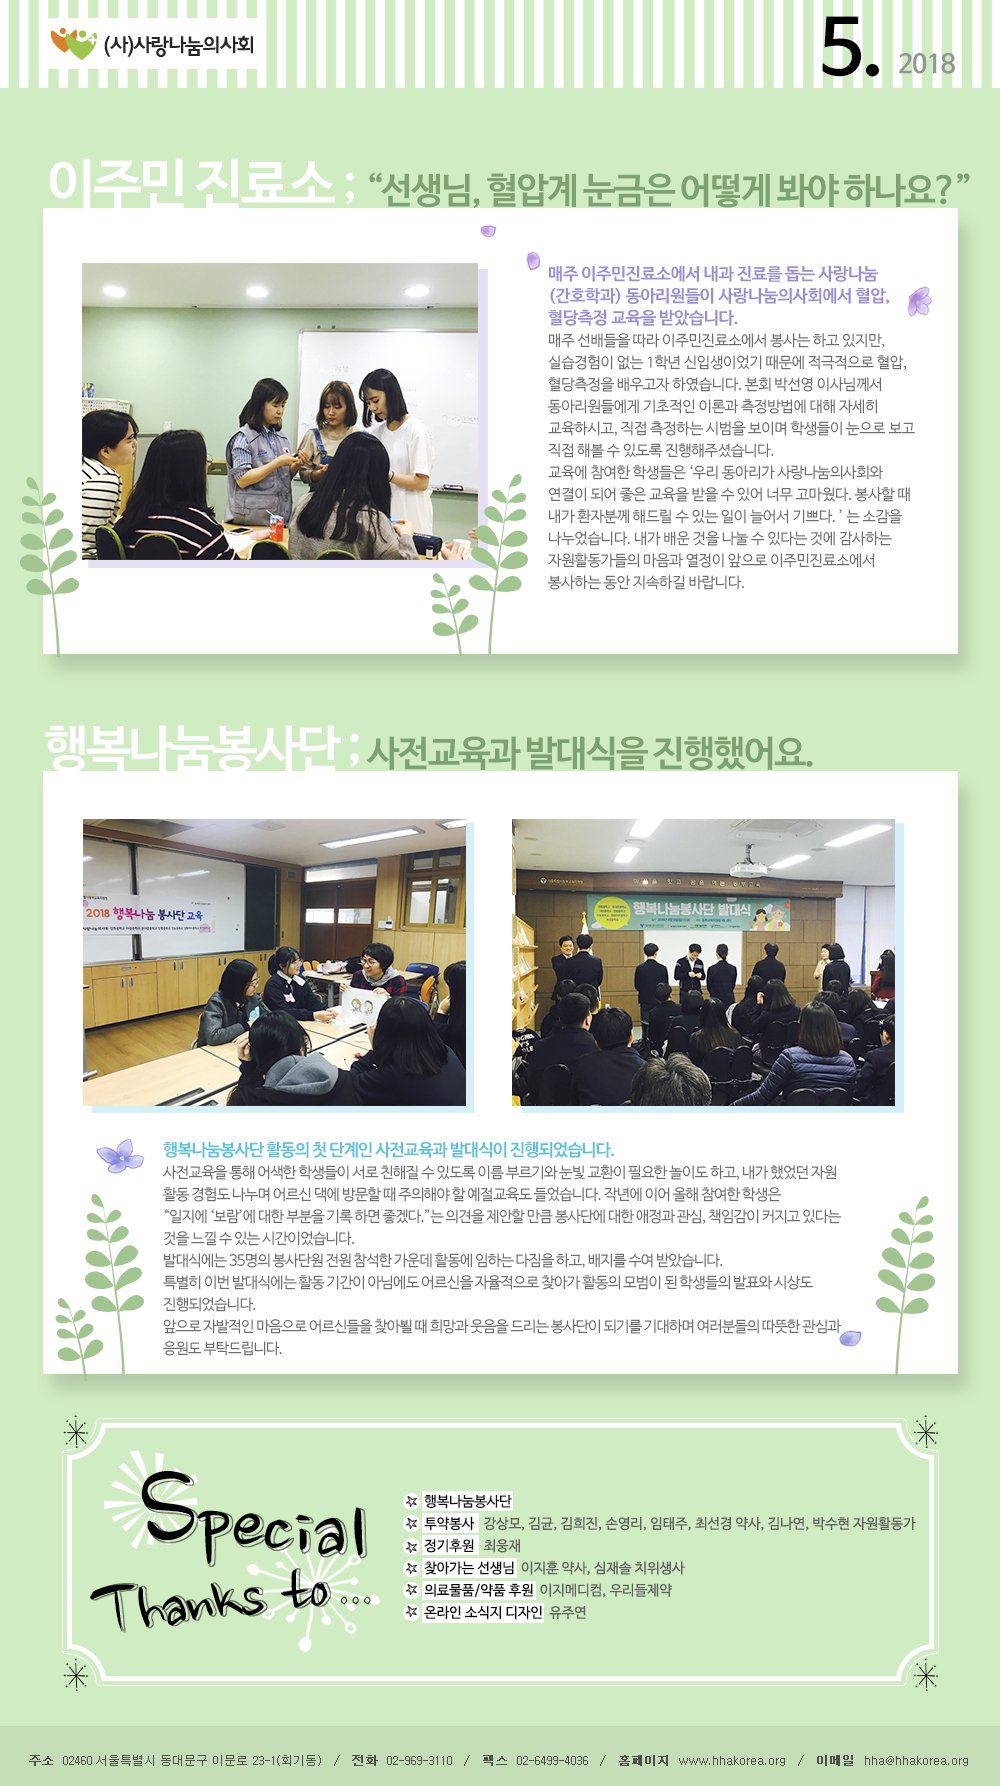 (사)사랑나눔의사회
5. 2018
이주민 진료소 ; “선생님, 혈압계 눈금은 어떻게 봐야 하나요?”
매주 이주민진료소에서 내과 진료를 돕는 사랑나눔
(간호학과) 동아리원들이 사랑나눔의사회에서 혈압,
혈당측정 교육을 받았습니다.
매주 선배들을 따라 이주민진료소에서 봉사는 하고 있지만,
실습경험이 없는 1학년 신입생이었기 때문에 적극적으로 혈압,
혈당측정을 배우고자 하였습니다. 본회 박선영 이사님께서
동아리원들에게 기초적인 이론과 측정방법에 대해 자세히
교육하시고, 직접 측정하는 시범을 보이며 학생들이 눈으로 보고
직접 해볼 수 있도록 진행해주셨습니다.
교육에 참여한 학생들은 ‘우리 동아리가 사랑나눔의사회와
연결이 되어 좋은 교육을 받을 수 있어 너무 고마웠다. 봉사할 때
내가 환자분께 해드릴 수 있는 일이 늘어서 기쁘다. ’ 는 소감을
나누었습니다. 내가 배운 것을 나눌 수 있다는 것에 감사하는
자원활동가들의 마음과 열정이 앞으로 이주민진료소에서
봉사하는 동안 지속하길 바랍니다.
행복나눔봉사단 ; 사전교육과 발대식을 진행했어요.
2018 행복나눔 봉사단 교육
행복나눔봉사단 발대식
행복나눔봉사단 활동의 첫 단계인 사전교육과 발대식이 진행되었습니다.
사전교육을 통해 어색한 학생들이 서로 친해질 수 있도록 이름 부르기와 눈빛 교환이 필요한 놀이도 하고, 내가 했었던 자원
활동 경험도 나누며 어르신 댁에 방문할 때 주의해야 할 예절교육도 들었습니다. 작년에 이어 올해 참여한 학생은
“일지에 ‘보람’에 대한 부분을 기록 하면 좋겠다.”는 의견을 제안할 만큼 봉사단에 대한 애정과 관심, 책임감이 커지고 있다는
것을 느낄 수 있는 시간이었습니다.
발대식에는 35명의 봉사단원 전원 참석한 가운데 활동에 임하는 다짐을 하고, 배지를 수여 받았습니다.
특별히 이번 발대식에는 활동 기간이 아님에도 어르신을 자율적으로 찾아가 활동의 모범이 된 학생들의 발표와 시상도
진행되었습니다.
앞으로 자발적인 마음으로 어르신들을 찾아뵐 때 희망과 웃음을 드리는 봉사단이 되기를 기대하며 여러분들의 따뜻한 관심과
응원도 부탁드립니다.
Special
Thanks to...
행복나눔봉사단
투약봉사 강상모, 김균, 김희진, 손영리, 임태주, 최선경 약사, 김나연, 박수현 자원활동가
정기후원 최웅재
찾아가는 선생님 이지훈 약사, 심재솔 치위생사
의료물품/약품 후원 이지메디컴, 우리들제약
온라인 소식지 디자인 유주연
주소 02460 서울특별시 동대문구 이문로 23-1(회기동) / 전화 02-969-3110 / 팩스 02-6499-4036 / 홈페이지 www.hhakorea.org / 이메일 hha@hhakorea.org